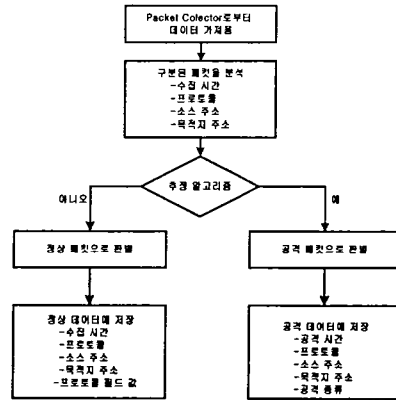 Packet Colector로부터
데이터 가져옴
구분된 패킷을 분석
-수집 시간
-프로토콜
-소스 주소
-목적지 주소
추정 알고리즘
아니오
예
정상 패킷으로 판별
공격 패킷으로 판별
정상 데이터에 저장
-수집 시간
-프로토콜
-소스 주소
-목적지 주소
-프로토콜 필드 값
공격 데이터에 저장
-공격 시간
-프로토콜
-소스 주소
-목적지 주소
-공격 종류